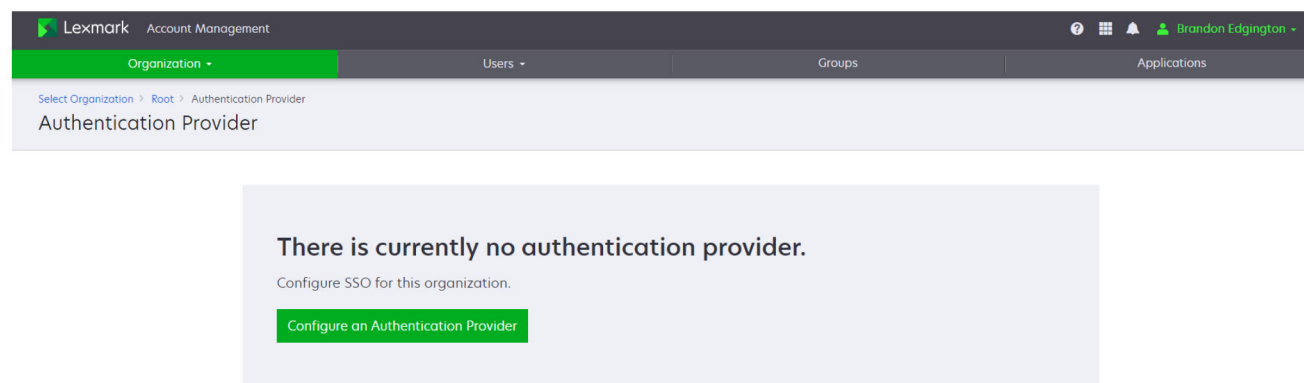 Lexmark Account Management Brandon Edgington
Organization Users Groups Applications
Select Organization > Root > Authentication Provider
Authentication Provider
There is currently no authentication provider.
Configure SSO for this organization.
Configure an Authentication Provider